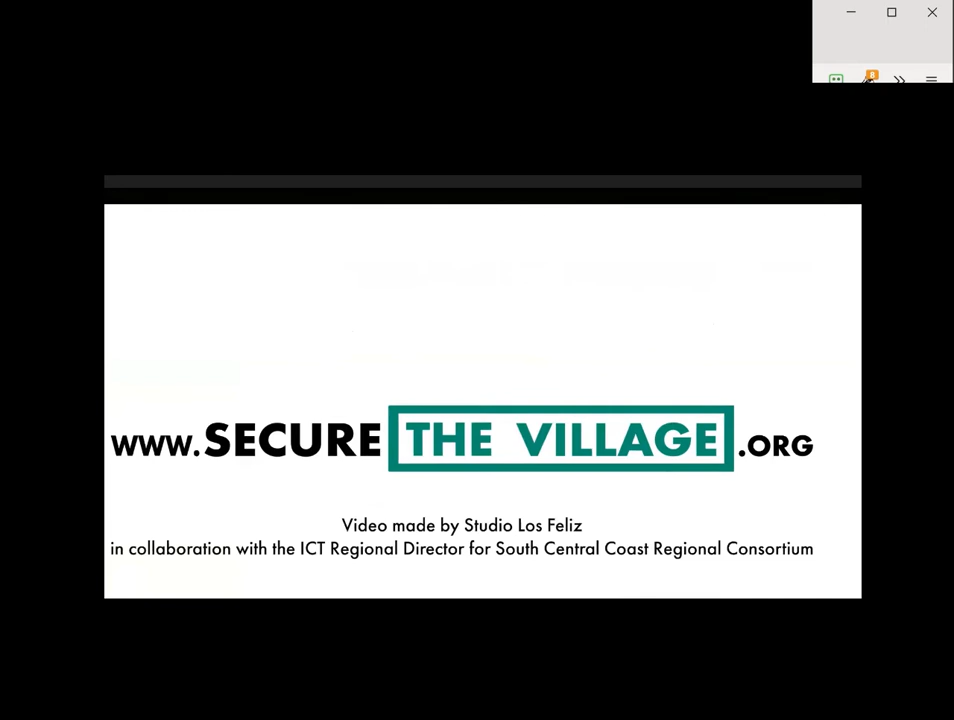 8
www.SECURE THE VILLAGE.ORG
Video made by Studio Los Feliz
in collaboration with the ICT Regional Director for South Central Coast Regional Consortium